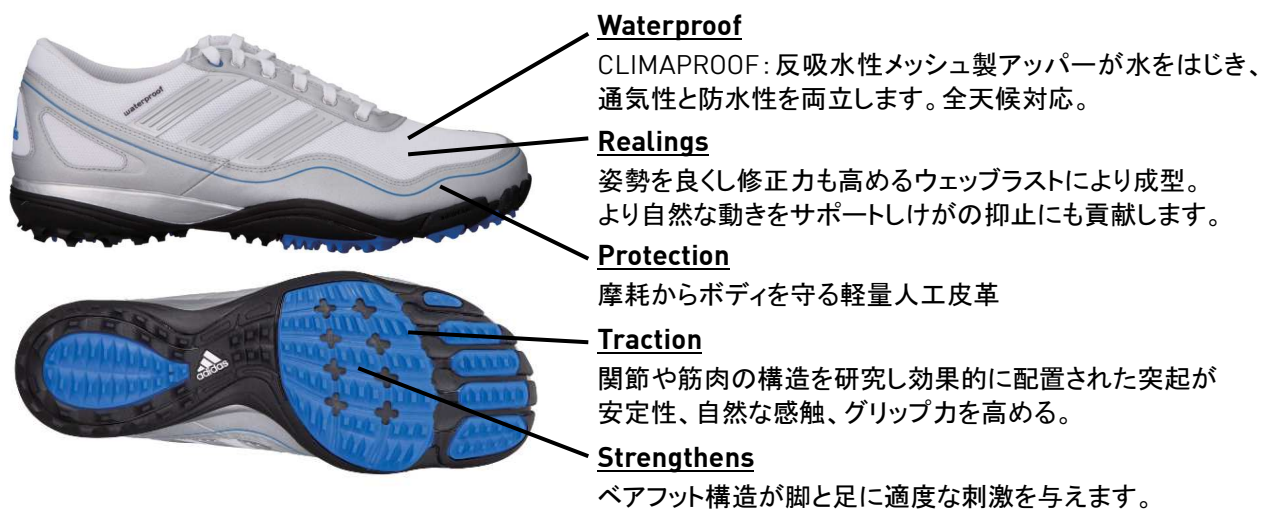 Waterproof
CLIMAPROOF：反吸水性メッシュ製アッパーが水をはじき、
通気性と防水性を両立します。全天候対応。
Realings
姿勢を良くし修正力も高めるウェッブラストにより成型。
より自然な動きをサポートしけがの抑止にも貢献します。
Protection
摩耗からボディを守る軽量人工皮革
Traction
関節や筋肉の構造を研究し効果的に配置された突起が
安定性、自然な感触、グリップ力を高める。
Strengthens
ベアフット構造が脚と足に適度な刺激を与えます。
waterproof
adidas